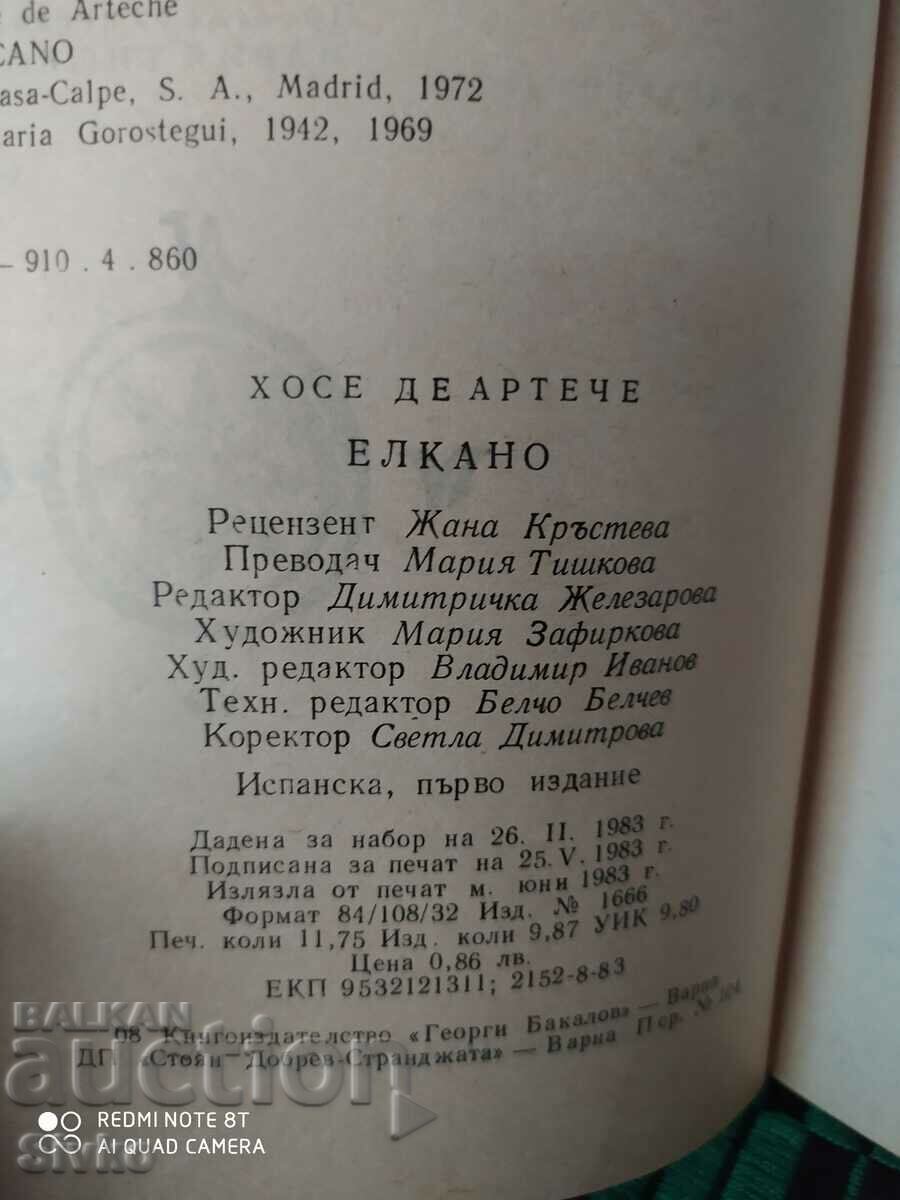 de Arteche
CANO
asa-Calpe, S. A., Madrid, 1972
aria Gorostegui, 1942, 1969
— 910 . 4 . 860
ХОСЕ ДЕ АРТЕЧЕ
ЕЛКАНО
Рецензент Жана Кръстева
Преводач Мария Тишкова
Редактор Димитричка Железарова
Художник Мария Зафиркова
Худ. редактор Владимир Иванов
Техн. редактор Белчо Белчев
Коректор Светла Димитрова
Испанска, първо издание
Дадена за набор на 26. II. 1983 г.
Подписана за печат на 25. V. 1983 г.
Излязла от печат м. юни 1983 г.
Формат 84/108/32 Изд. № 1666
Печ. коли 11,75 Изд. коли 9,87 УИК 9,80
Цена 0,86 лв.
ЕКП 9532121311; 2152-8-83
08 Книгоиздателство «Георги Бакалов» — Варна
ДП «Стоян Добрев-Странджата» — Варна Пор. №
BALKAN
auction
REDMI NOTE 8T
AI QUAD CAMERA
Sivko